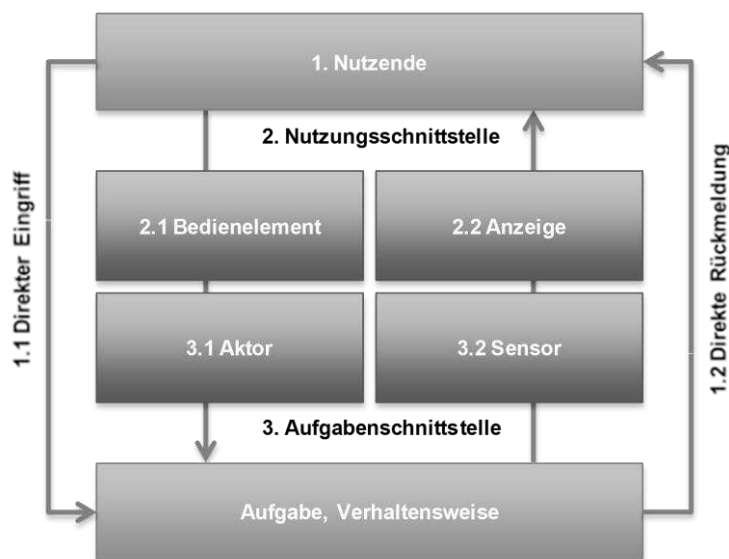 1. Nutzende
2. Nutzungsschnittstelle
1.1 Direkter Eingriff
1.2 Direkte Rückmeldung
2.1 Bedienelement
2.2 Anzeige
3.1 Aktor
3.2 Sensor
3. Aufgabenschnittstelle
Aufgabe, Verhaltensweise